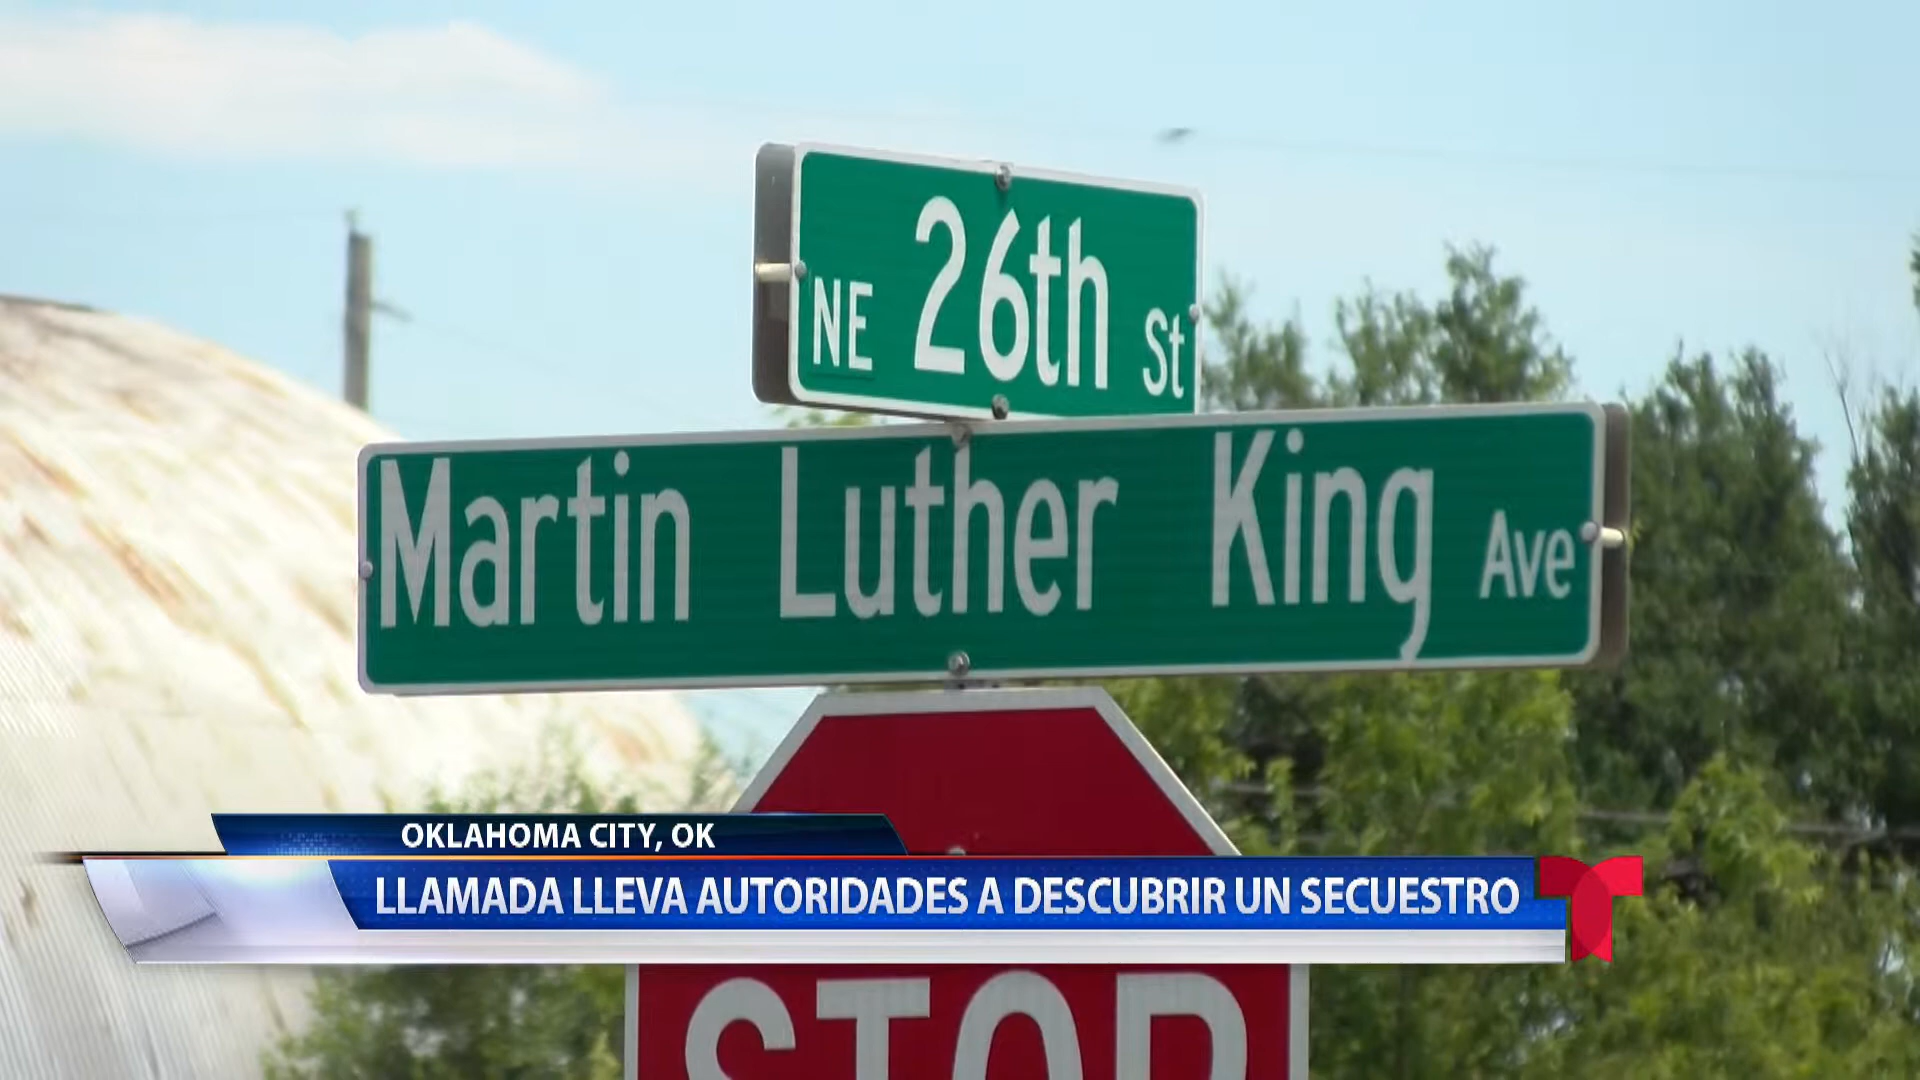 NE 26th St
Martin Luther King Ave
OKLAHOMA CITY, OK
LLAMADA LLEVA AUTORIDADES A DESCUBRIR UN SECUESTRO
STOP